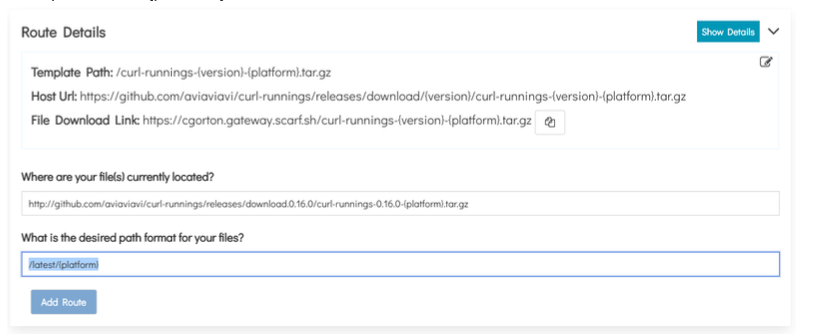 Route Details
Show Details
Template Path: /curl-runnings-{version}-{platform}.tar.gz
Host Url: https://github.com/aviaviavi/curl-runnings/releases/download/{version}/curl-runnings-{version}-{platform}.tar.gz
File Download Link: https://cgorton.gateway.scarf.sh/curl-runnings-{version}-{platform}.tar.gz
Where are your file(s) currently located?
http://github.com/aviaviavi/curl-runnings/releases/download.0.16.0/curl-runnings-0.16.0-{platform}.tar.gz
What is the desired path format for your files?
/latest/{platform}
Add Route